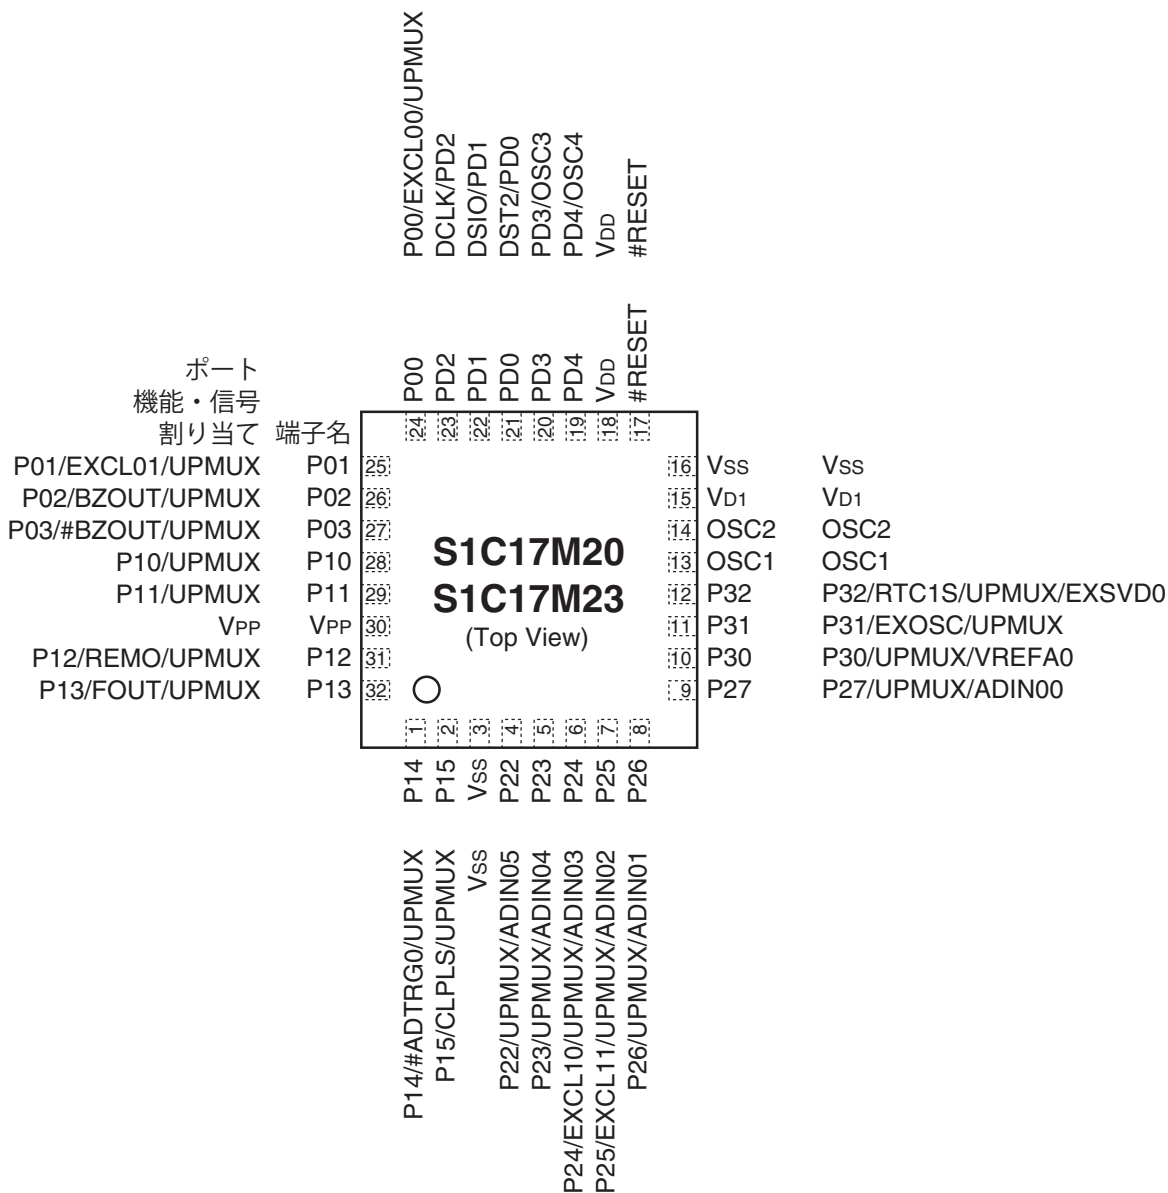 P00/EXCL00/UPMUX
DCLK/PD2
DSIO/PD1
DST2/PD0
PD3/OSC3
PD4/OSC4
VDD
#RESET
P00
PD2
PD1
PD0
PD3
PD4
VDD
#RESET
ポート
機能・信号
割り当て 端子名
24 23 22 21 20 19 18 17
P01/EXCL01/UPMUX P01 25
P02/BZOUT/UPMUX P02 26
P03/#BZOUT/UPMUX P03 27
P10/UPMUX P10 28
P11/UPMUX P11 29
VPP VPP 30
P12/REMO/UPMUX P12 31
P13/FOUT/UPMUX P13 32
S1C17M20
S1C17M23
(Top View)
16 VSS VSS
15 VD1 VD1
14 OSC2 OSC2
13 OSC1 OSC1
12 P32 P32/RTC1S/UPMUX/EXSVD0
11 P31 P31/EXOSC/UPMUX
10 P30 P30/UPMUX/VREFA0
9 P27 P27/UPMUX/ADIN00
1 2 3 4 5 6 7 8
P14
P15
VSS
P22
P23
P24
P25
P26
P14/#ADTRG0/UPMUX
P15/CLPLS/UPMUX
VSS
P22/UPMUX/ADIN05
P23/UPMUX/ADIN04
P24/EXCL10/UPMUX/ADIN03
P25/EXCL11/UPMUX/ADIN02
P26/UPMUX/ADIN01